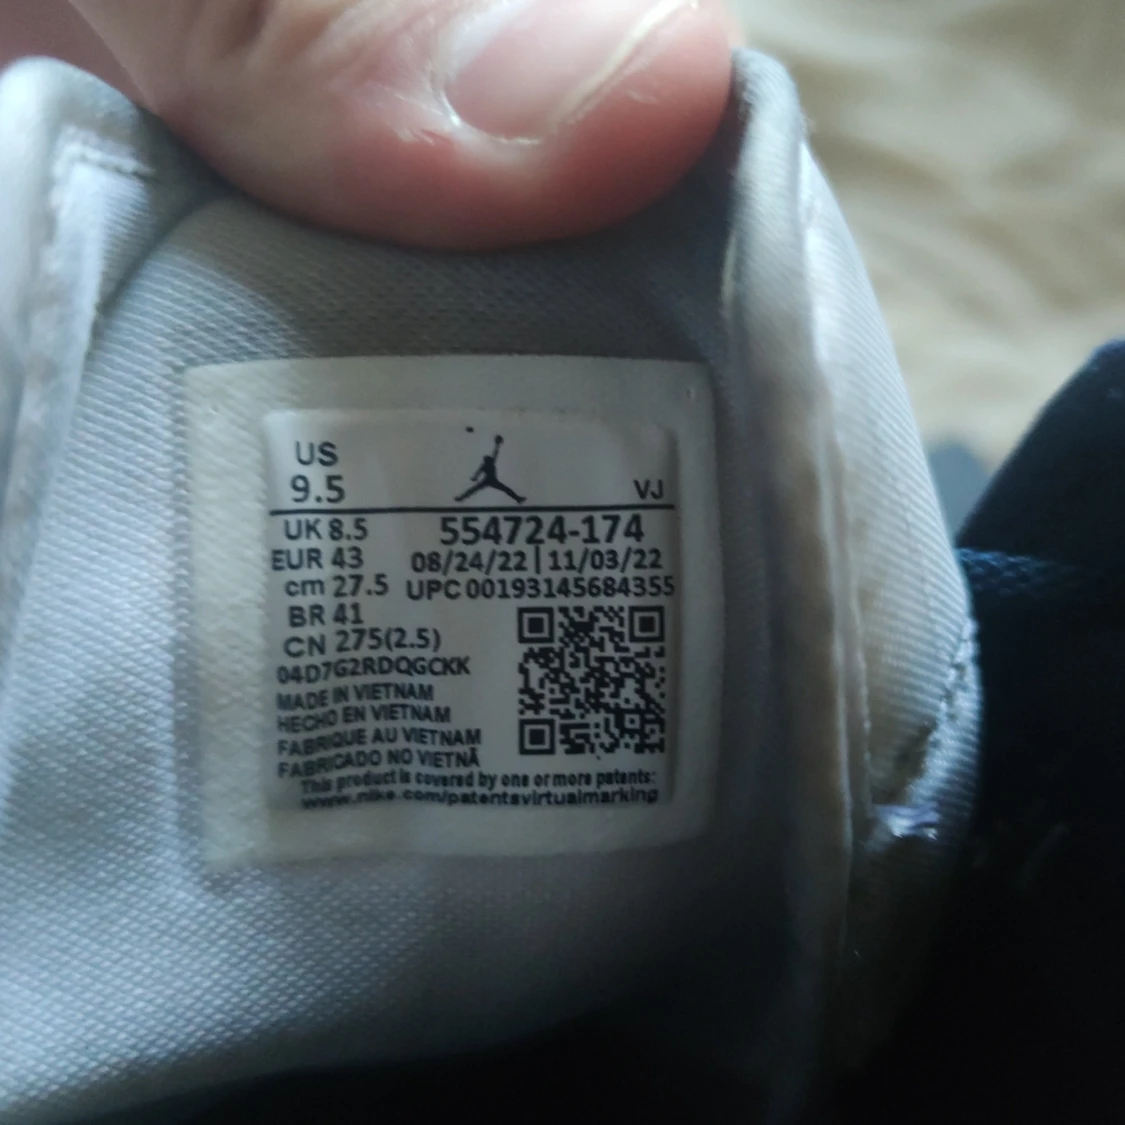 US
9.5
VJ
UK 8.5
554724-174
EUR 43
08/24/22 | 11/03/22
cm 27.5
UPC 00193145684355
BR 41
CN 275(2.5)
04D7G2RDQGCKK
MADE IN VIETNAM
HECHO EN VIETNAM
FABRIQUE AU VIETNAM
FABRICADO NO VIETNÃ
This product is covered by one or more patents:
www.nike.com/patentsvirtualmarking